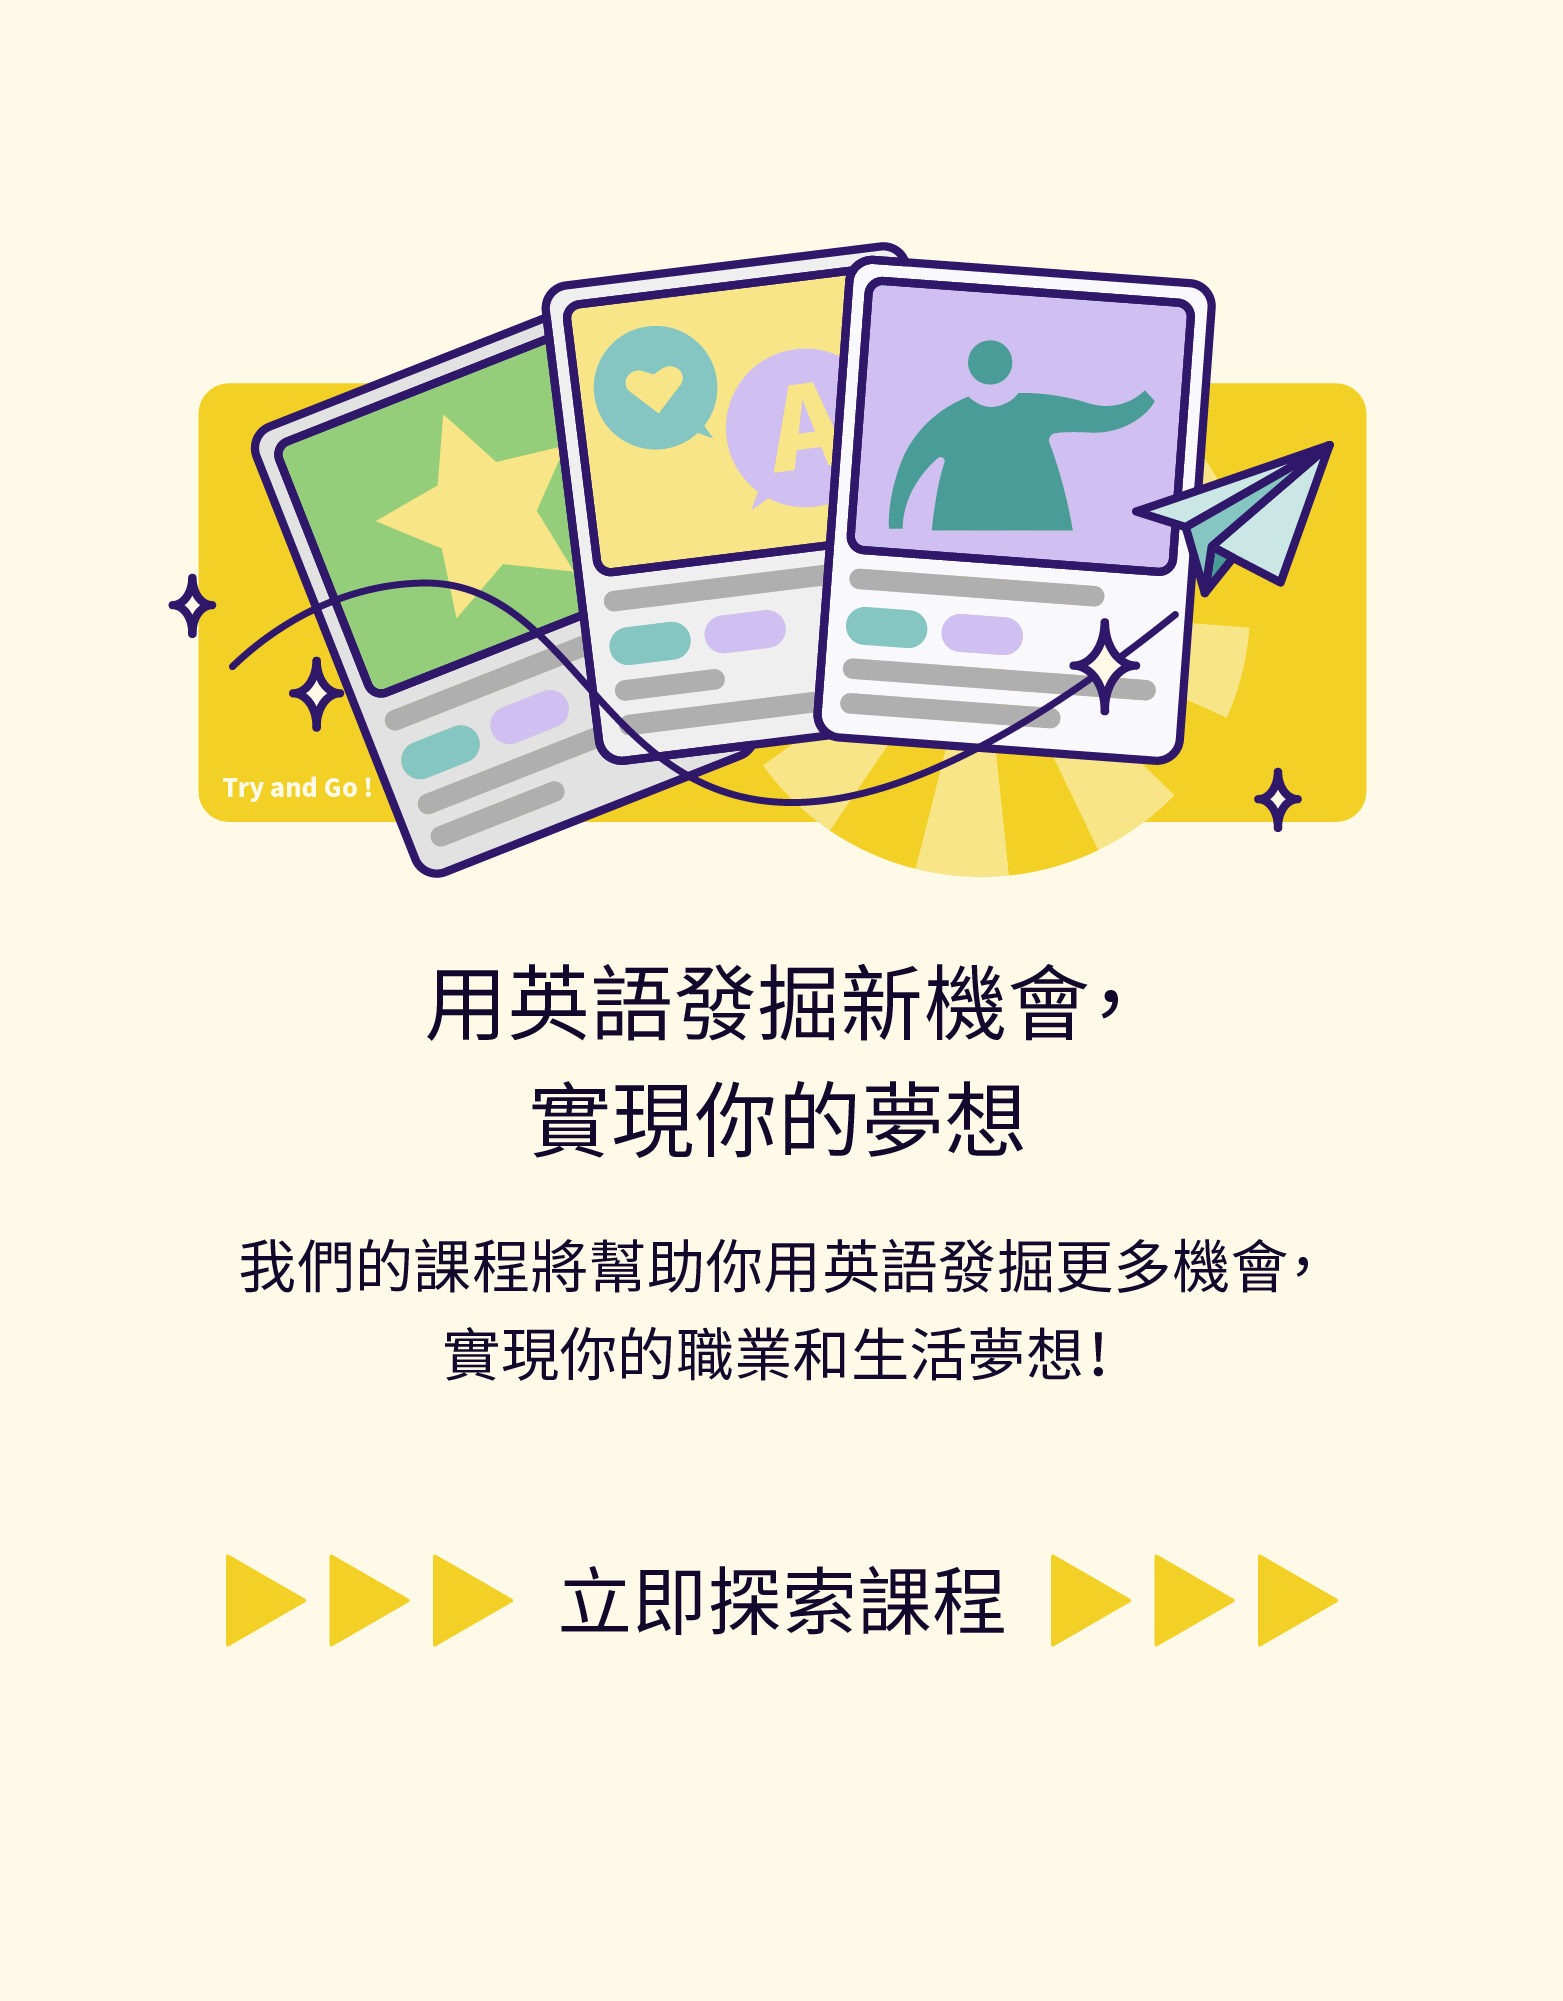 A
Try and Go !
用英語發掘新機會，
實現你的夢想
我們的課程將幫助你用英語發掘更多機會，
實現你的職業和生活夢想！
立即探索課程